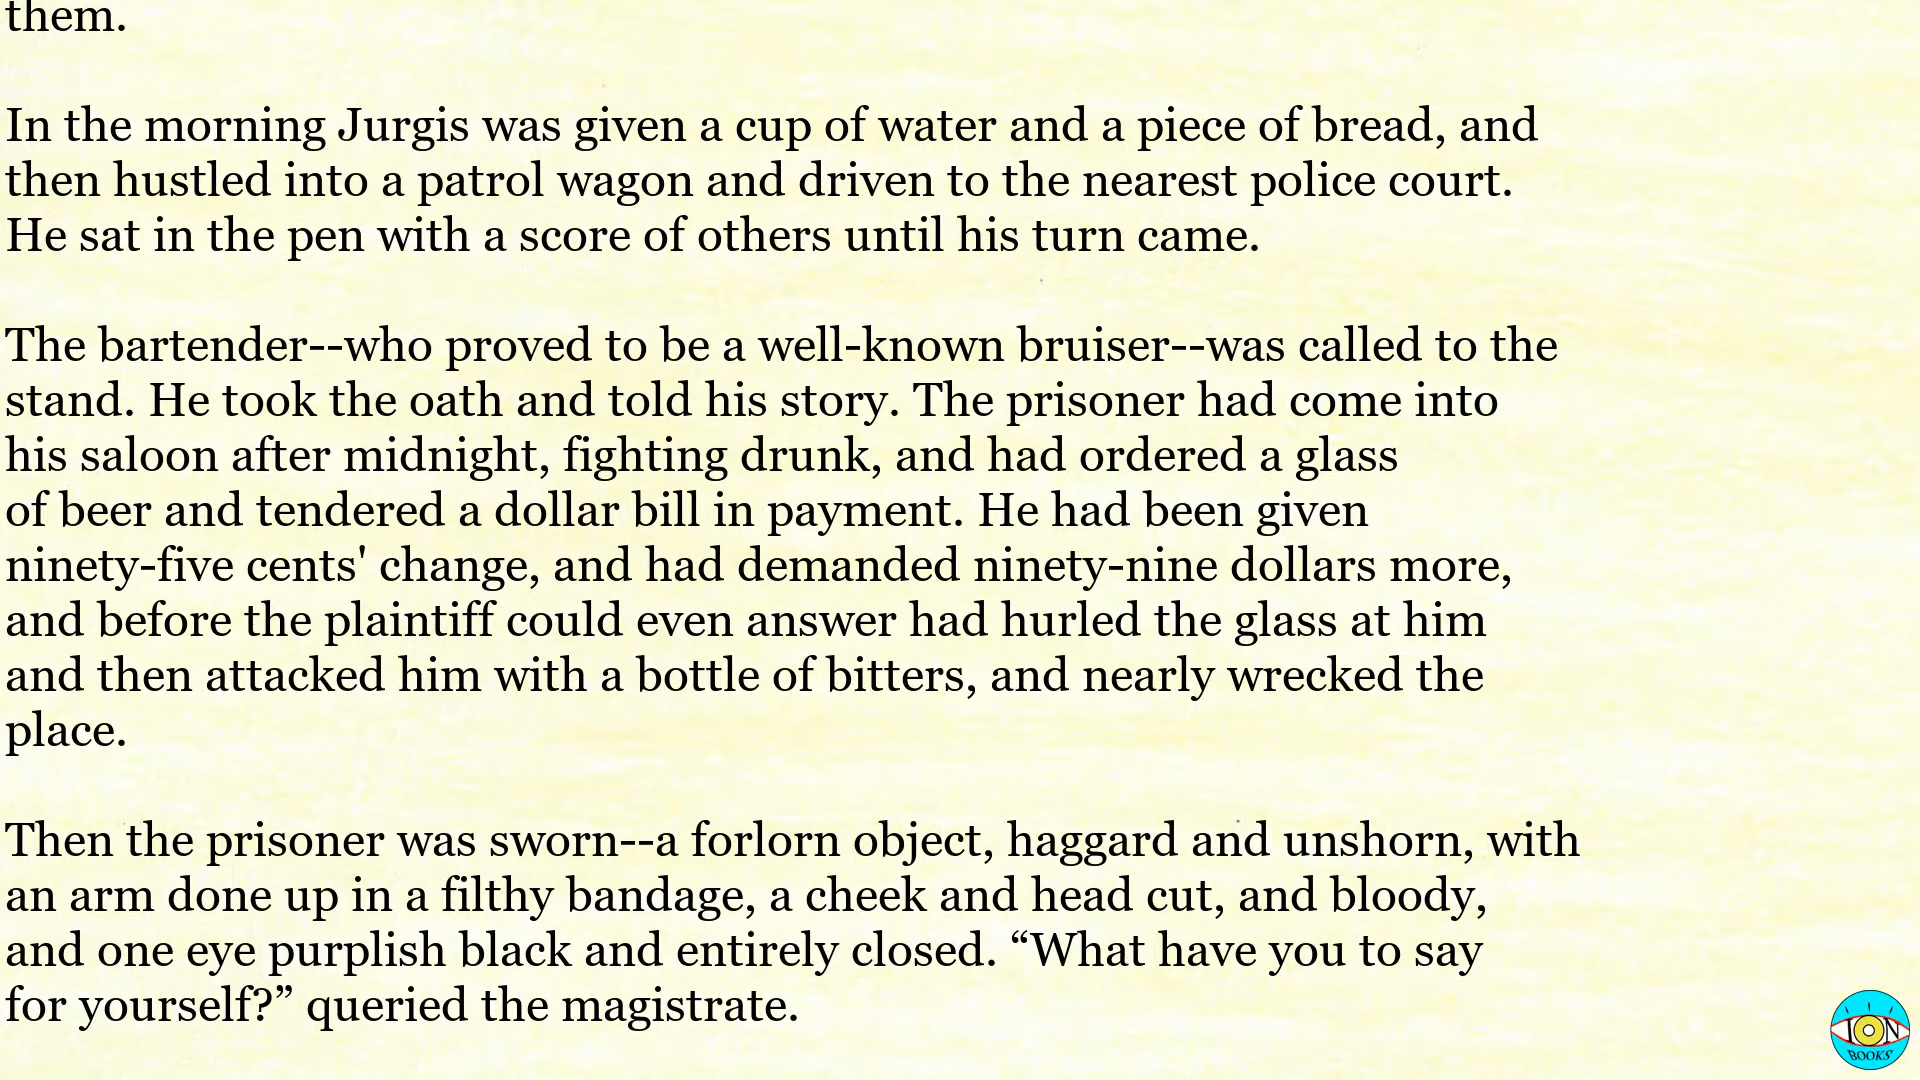 them.
In the morning Jurgis was given a cup of water and a piece of bread, and
then hustled into a patrol wagon and driven to the nearest police court.
He sat in the pen with a score of others until his turn came.
The bartender--who proved to be a well-known bruiser--was called to the
stand. He took the oath and told his story. The prisoner had come into
his saloon after midnight, fighting drunk, and had ordered a glass
of beer and tendered a dollar bill in payment. He had been given
ninety-five cents' change, and had demanded ninety-nine dollars more,
and before the plaintiff could even answer had hurled the glass at him
and then attacked him with a bottle of bitters, and nearly wrecked the
place.
Then the prisoner was sworn--a forlorn object, haggard and unshorn, with
an arm done up in a filthy bandage, a cheek and head cut, and bloody,
and one eye purplish black and entirely closed. “What have you to say
for yourself?” queried the magistrate.
ION
BOOKS